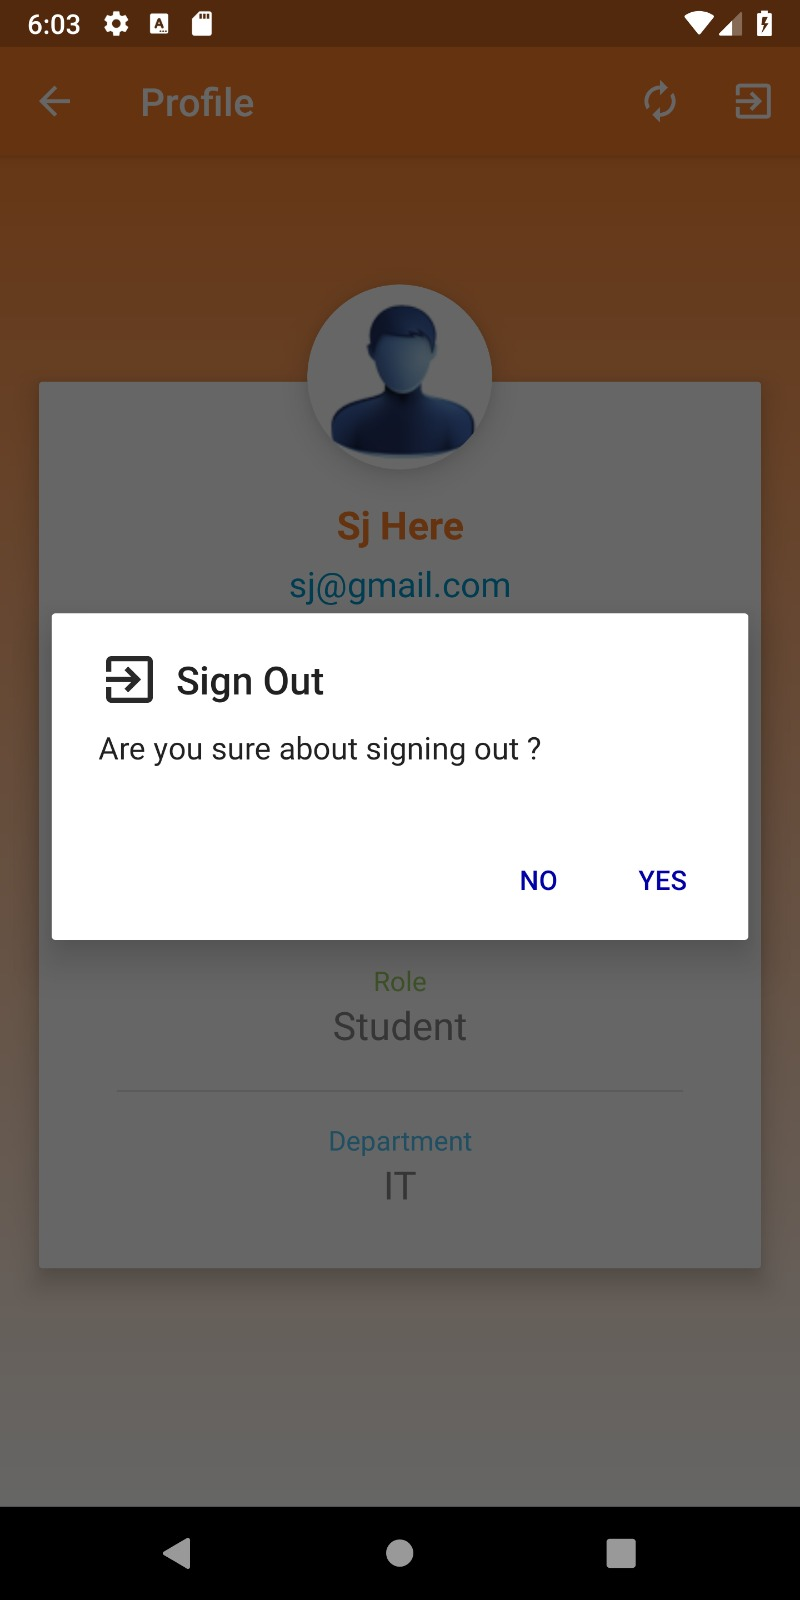 6:03
Profile
Sj Here
sj@gmail.com
Sign Out
Are you sure about signing out ?
NO YES
Role
Student
Department
IT